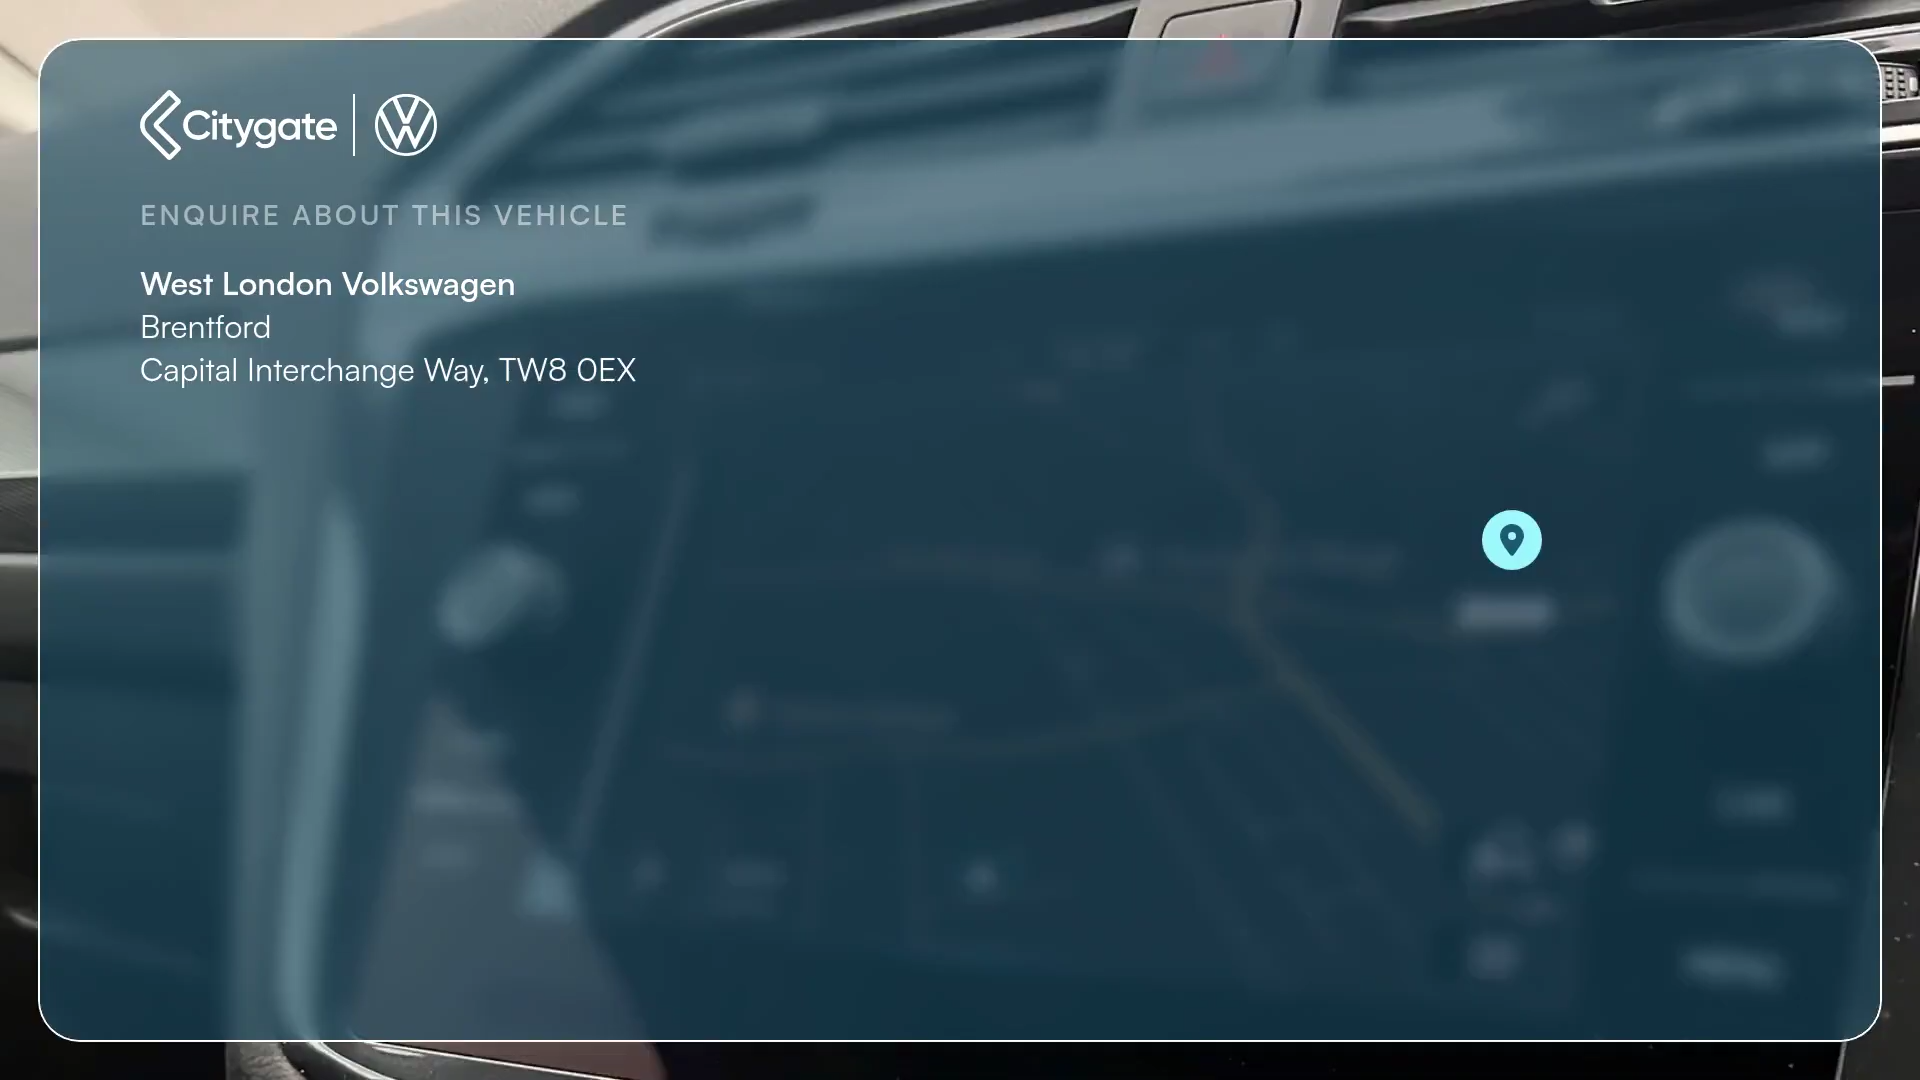 Citygate
ENQUIRE ABOUT THIS VEHICLE
West London Volkswagen
Brentford
Capital Interchange Way, TW8 0EX